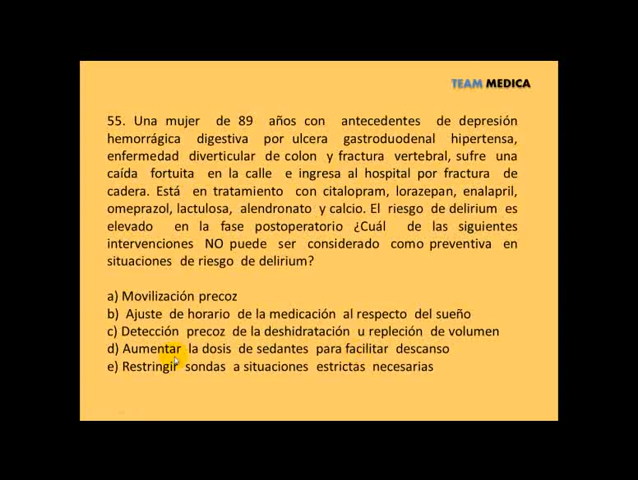 TEAM MEDICA
55. Una mujer de 89 años con antecedentes de depresión
hemorrágica digestiva por ulcera gastroduodenal hipertensa,
enfermedad diverticular de colon y fractura vertebral, sufre una
caída fortuita en la calle e ingresa al hospital por fractura de
cadera. Está en tratamiento con citalopram, lorazepan, enalapril,
omeprazol, lactulosa, alendronato y calcio. El riesgo de delirium es
elevado en la fase postoperatorio ¿Cuál de las siguientes
intervenciones NO puede ser considerado como preventiva en
situaciones de riesgo de delirium?
a) Movilización precoz
b) Ajuste de horario de la medicación al respecto del sueño
c) Detección precoz de la deshidratación u repleción de volumen
d) Aumentar la dosis de sedantes para facilitar descanso
e) Restringir sondas a situaciones estrictas necesarias